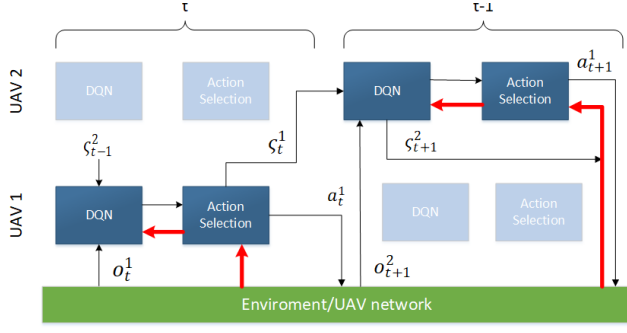 UAV 2
DQN
Action
Selection
DQN
Action
Selection
a¹ₜ₊₁
ς²ₜ₋₁
ς¹ₜ
ς²ₜ₊₁
UAV 1
DQN
Action
Selection
a¹ₜ
DQN
Action
Selection
o¹ₜ
o²ₜ₊₁
Enviroment/UAV network